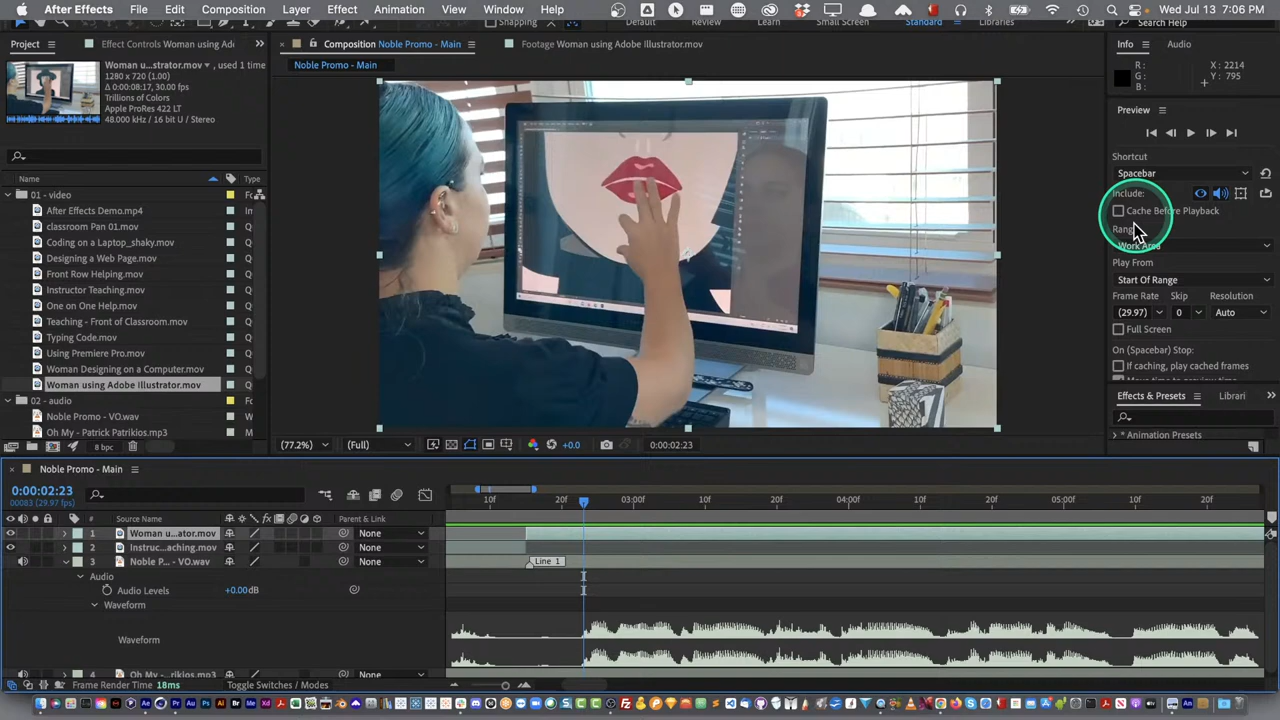 After Effects File Edit Composition Layer Effect Animation View Window Help Wed Jul 13 7:06 PM
Snapping Default Review Learn Small Screen Standard Libraries Search Help
Project Effect Controls Woman using Adi
Composition Noble Promo - Main Footage Woman using Adobe Illustrator.mov
Info Audio
Noble Promo - Main
Woman u...strator.mov , used 1 time
1280 x 720 (1.00)
Δ 0:00:08:17, 30.00 fps
Trillions of Colors
Apple ProRes 422 LT
48.000 kHz / 16 bit U / Stereo
R :
G :
B :
X : 2214
Y : 795
Preview
Shortcut
Spacebar
Include:
Cache Before Playback
Range
Work Area
Play From
Start Of Range
Frame Rate Skip Resolution
(29.97) 0 Auto
Full Screen
On (Spacebar) Stop:
If caching, play cached frames
Move time to preview time
Effects & Presets Librari
* Animation Presets
Name Type
01 - video Fo
After Effects Demo.mp4 Q
classroom Pan 01.mov Q
Coding on a Laptop_shaky.mov Q
Designing a Web Page.mov Q
Front Row Helping.mov Q
Instructor Teaching.mov Q
One on One Help.mov Q
Teaching - Front of Classroom.mov Q
Typing Code.mov Q
Using Premiere Pro.mov Q
Woman Designing on a Computer.mov Q
Woman using Adobe Illustrator.mov Q
02 - audio Fo
Noble Promo - VO.wav W
Oh My - Patrick Patrikios.mp3 M
8 bpc
(77.2%) (Full) +0.0 0:00:02:23
Noble Promo - Main
0:00:02:23
00083 (29.97 fps)
10f 20f 03:00f 10f 20f 04:00f 10f 20f 05:00f 10f 20f
# Source Name fx Parent & Link
1 Woman u...ator.mov None
2 Instruc...aching.mov None
3 Noble P... - VO.wav None
Line 1
Audio
Audio Levels +0.00dB
Waveform
Waveform
4 Oh My -...riklos.mp3 None
Frame Render Time 18ms Toggle Switches / Modes